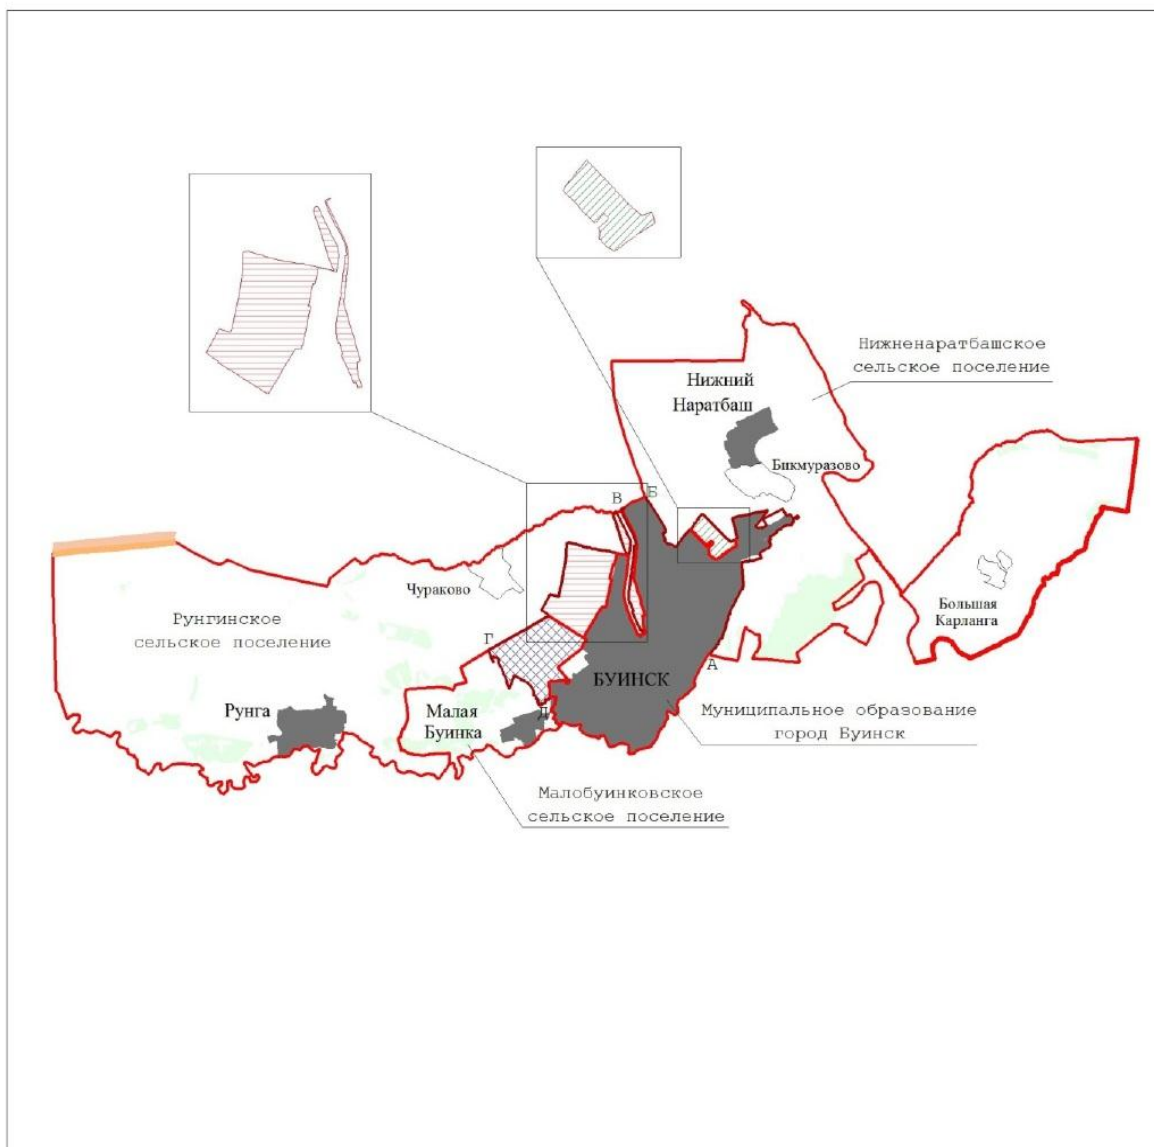 Нижненаратбашское
сельское поселение
Нижний
Наратбаш
Бикмуразово
В
Б
Чураково
Большая
Карланга
Рунгинское
сельское поселение
Г
А
БУИНСК
Рунга
Малая
Буинка
Д
Муниципальное образование
город Буинск
Малобуинковское
сельское поселение